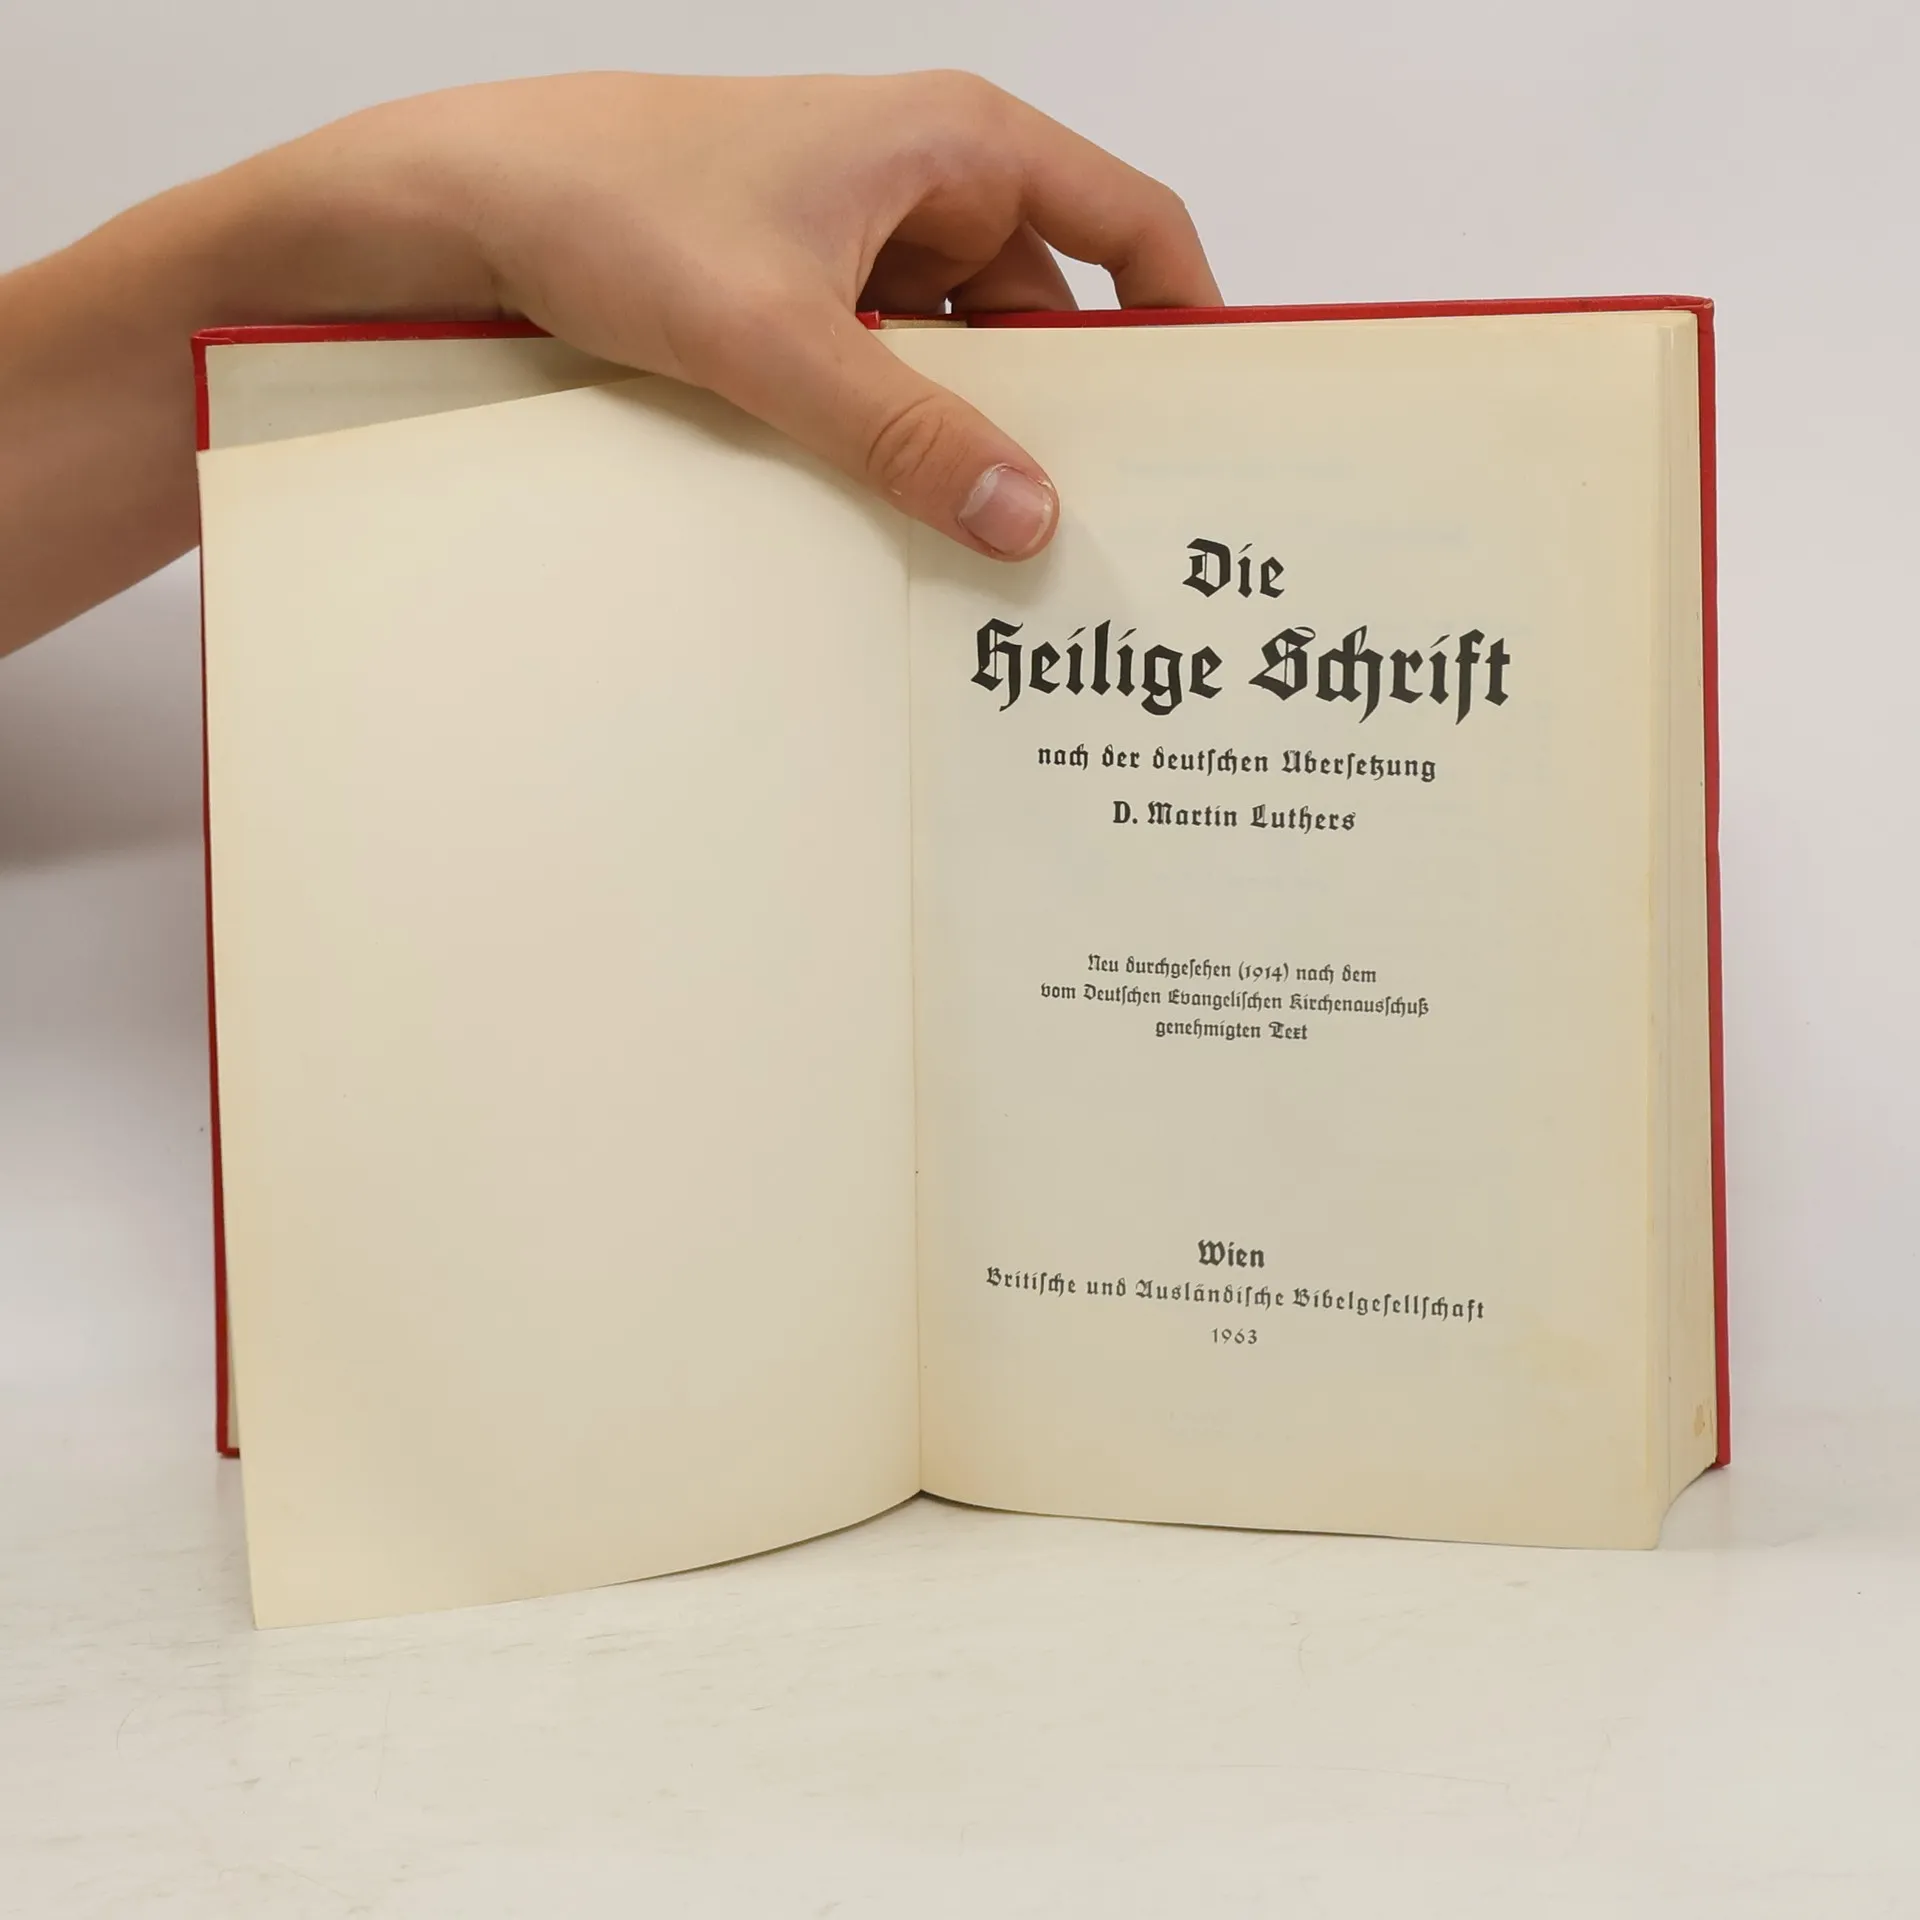 Die
Heilige Schrift
nach der deutſchen Überſetzung
D. Martin Luthers
Neu durchgeſehen (1914) nach dem
vom Deutſchen Evangeliſchen Kirchenausſchuß
genehmigten Text
Wien
Britiſche und Ausländiſche Bibelgeſellſchaft
1963